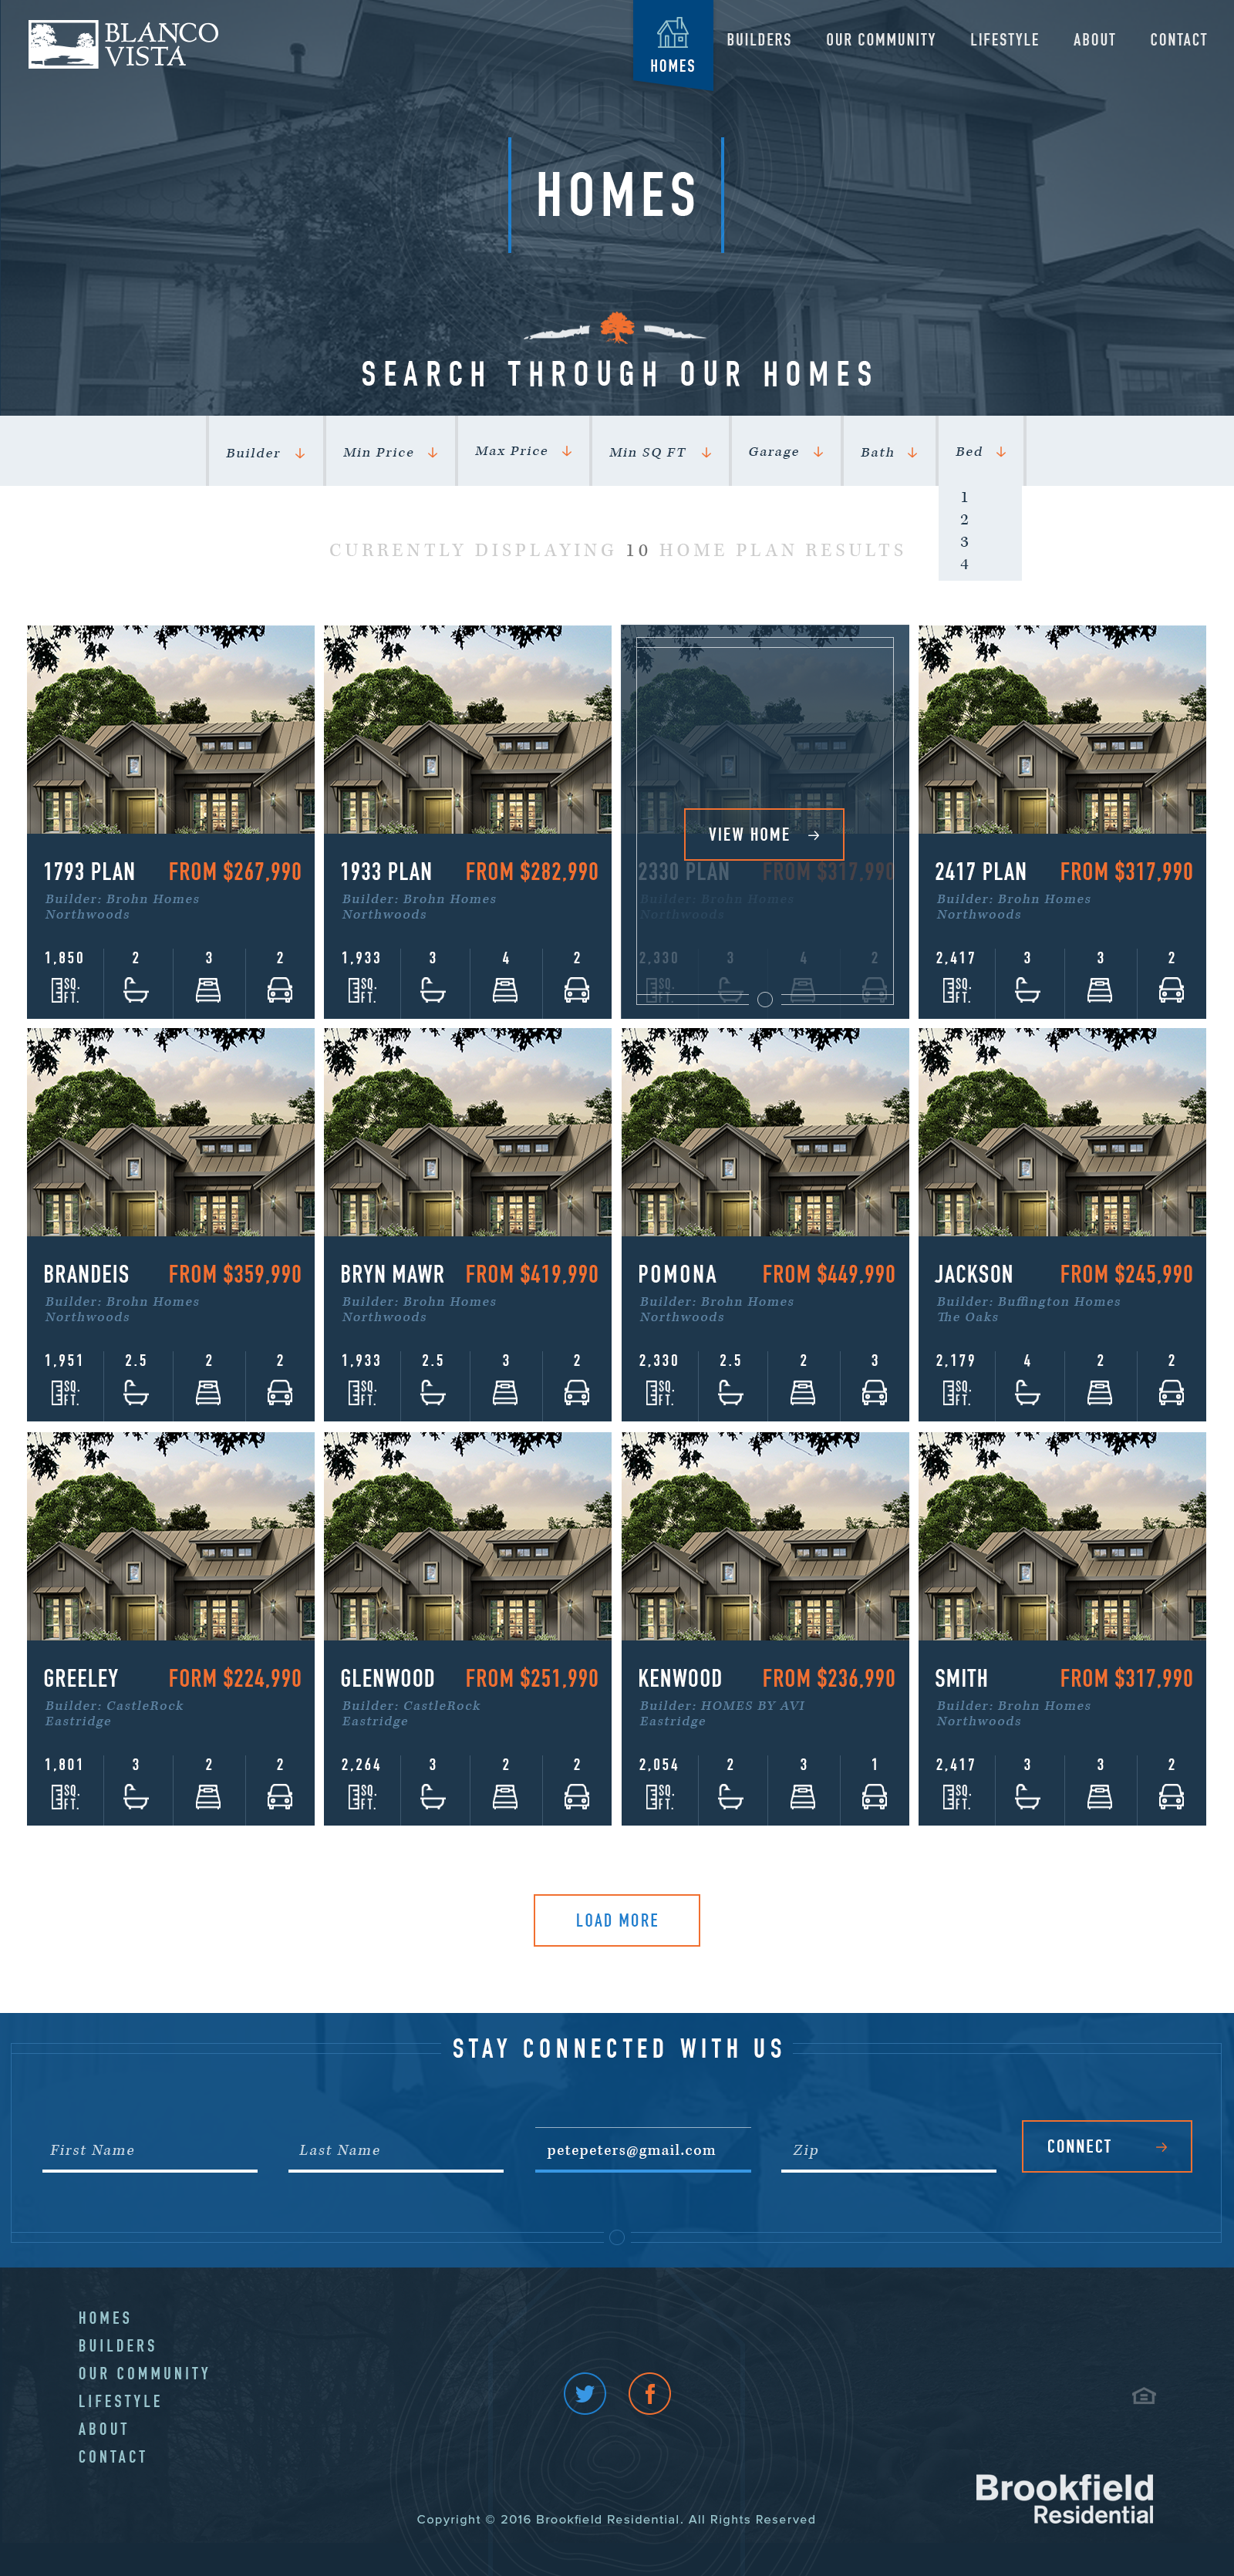 BLANCO
VISTA
HOMES
BUILDERS
OUR COMMUNITY
LIFESTYLE
ABOUT
CONTACT
HOMES
SEARCH THROUGH OUR HOMES
Builder
Min Price
Max Price
Min SQ FT
Garage
Bath
Bed
1
2
3
4
CURRENTLY DISPLAYING 10 HOME PLAN RESULTS
1793 PLAN FROM $267,990
Builder: Brohn Homes
Northwoods
1,850 2 3 2
SQ.
FT.
1933 PLAN FROM $282,990
Builder: Brohn Homes
Northwoods
1,933 3 4 2
SQ.
FT.
VIEW HOME
2330 PLAN FROM $317,990
Builder: Brohn Homes
Northwoods
2,330 3 4 2
SQ.
FT.
2417 PLAN FROM $317,990
Builder: Brohn Homes
Northwoods
2,417 3 3 2
SQ.
FT.
BRANDEIS FROM $359,990
Builder: Brohn Homes
Northwoods
1,951 2.5 2 2
SQ.
FT.
BRYN MAWR FROM $419,990
Builder: Brohn Homes
Northwoods
1,933 2.5 3 2
SQ.
FT.
POMONA FROM $449,990
Builder: Brohn Homes
Northwoods
2,330 2.5 2 3
SQ.
FT.
JACKSON FROM $245,990
Builder: Buffington Homes
The Oaks
2,179 4 2 2
SQ.
FT.
GREELEY FORM $224,990
Builder: CastleRock
Eastridge
1,801 3 2 2
SQ.
FT.
GLENWOOD FROM $251,990
Builder: CastleRock
Eastridge
2,264 3 2 2
SQ.
FT.
KENWOOD FROM $236,990
Builder: HOMES BY AVI
Eastridge
2,054 2 3 1
SQ.
FT.
SMITH FROM $317,990
Builder: Brohn Homes
Northwoods
2,417 3 3 2
SQ.
FT.
LOAD MORE
STAY CONNECTED WITH US
First Name
Last Name
petepeters@gmail.com
Zip
CONNECT
HOMES
BUILDERS
OUR COMMUNITY
LIFESTYLE
ABOUT
CONTACT
Brookfield
Residential
Copyright © 2016 Brookfield Residential. All Rights Reserved